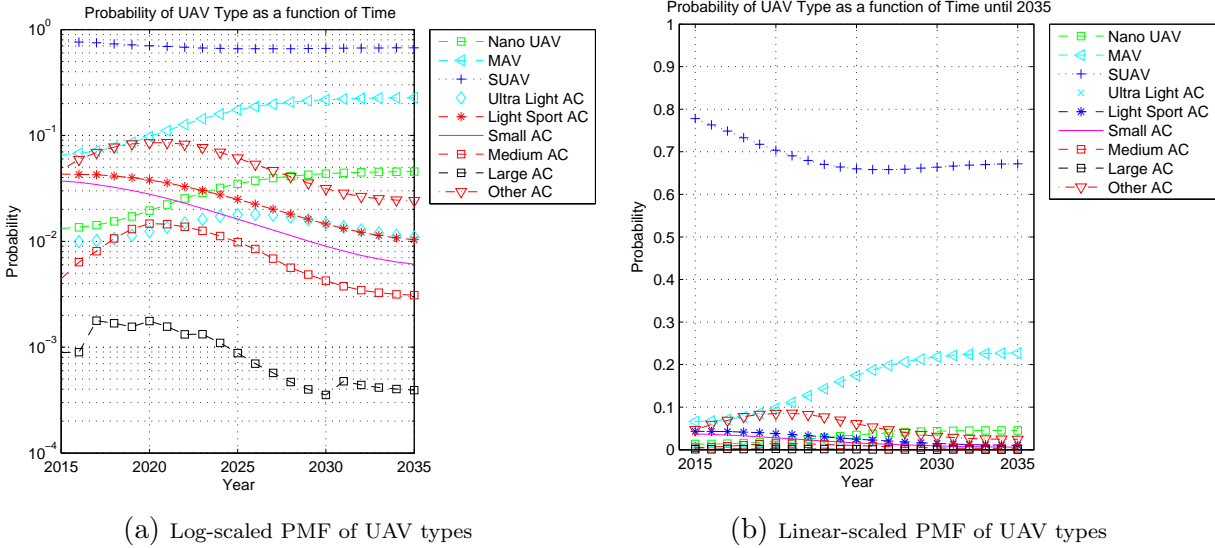 Probability of UAV Type as a function of Time
10^0
10^-1
10^-2
10^-3
10^-4
Probability
2015 2020 2025 2030 2035
Year
Nano UAV
MAV
SUAV
Ultra Light AC
Light Sport AC
Small AC
Medium AC
Large AC
Other AC
(a) Log-scaled PMF of UAV types
Probability of UAV Type as a function of Time until 2035
1
0.9
0.8
0.7
0.6
0.5
0.4
0.3
0.2
0.1
0
Probability
2015 2020 2025 2030 2035
Year
Nano UAV
MAV
SUAV
Ultra Light AC
Light Sport AC
Small AC
Medium AC
Large AC
Other AC
(b) Linear-scaled PMF of UAV types